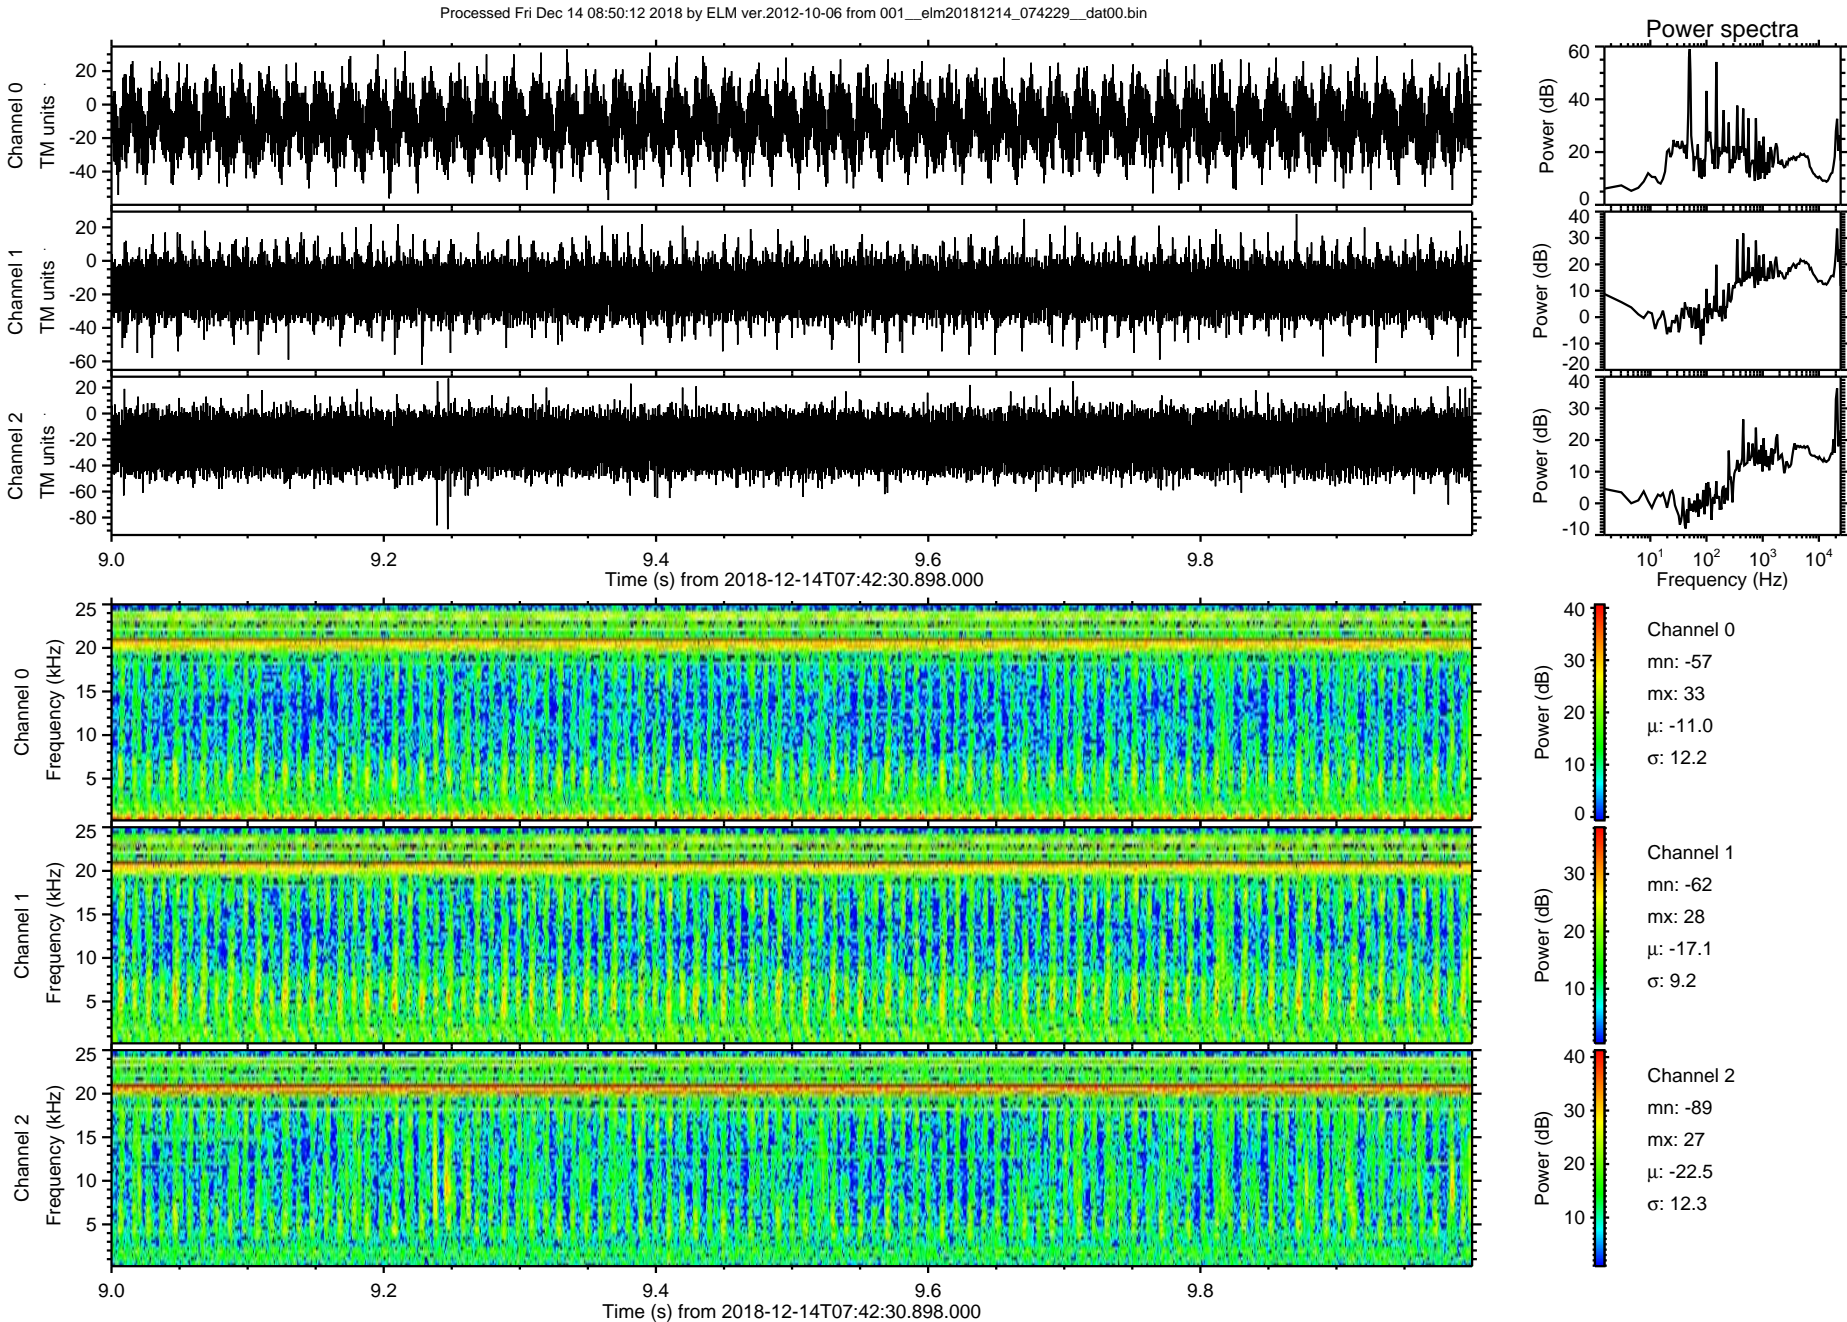 Processed Fri Dec 14 08:50:12 2018 by ELM ver.2012-10-06 from 001__elm20181214_074229__dat00.bin
Power spectra
Channel 0
TM units
20
0
-20
-40
Power (dB)
60
40
20
0
Channel 1
TM units
20
0
-20
-40
-60
Power (dB)
40
30
20
10
0
-10
-20
Channel 2
TM units
20
0
-20
-40
-60
-80
Power (dB)
40
30
20
10
0
-10
9.0 9.2 9.4 9.6 9.8
Time (s) from 2018-12-14T07:42:30.898.000
10^1 10^2 10^3 10^4
Frequency (Hz)
Channel 0
Frequency (kHz)
25
20
15
10
5
Power (dB)
40
30
20
10
0
Channel 0
mn: -57
mx: 33
μ: -11.0
σ: 12.2
Channel 1
Frequency (kHz)
25
20
15
10
5
Power (dB)
30
20
10
Channel 1
mn: -62
mx: 28
μ: -17.1
σ: 9.2
Channel 2
Frequency (kHz)
25
20
15
10
5
Power (dB)
40
30
20
10
Channel 2
mn: -89
mx: 27
μ: -22.5
σ: 12.3
9.0 9.2 9.4 9.6 9.8
Time (s) from 2018-12-14T07:42:30.898.000